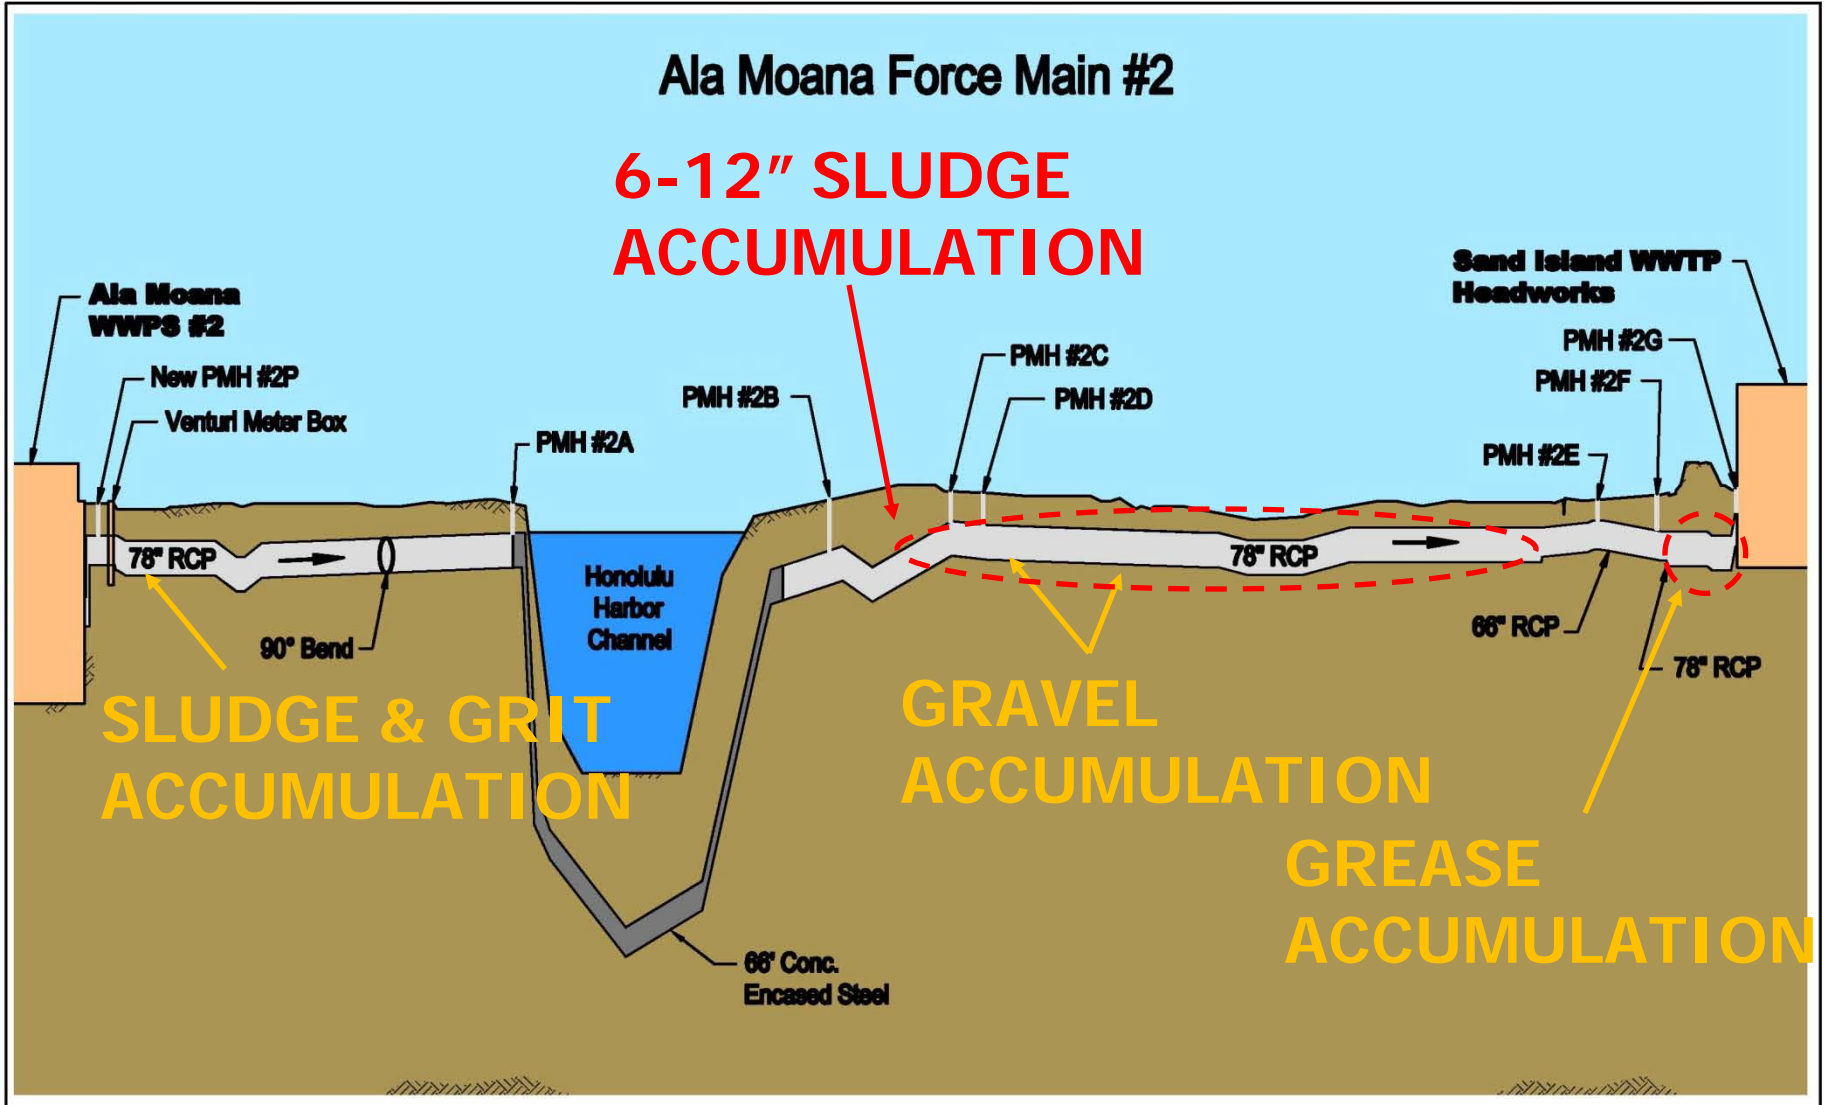 Ala Moana Force Main #2
6-12" SLUDGE
ACCUMULATION
Sand Island WWTP
Headworks
Ala Moana
WWPS #2
PMH #2G
New PMH #2P
PMH #2C
PMH #2F
PMH #2B
PMH #2D
Venturi Meter Box
PMH #2A
PMH #2E
78" RCP
78" RCP
Honolulu
Harbor
Channel
90° Bend
66" RCP
78" RCP
SLUDGE & GRIT
ACCUMULATION
GRAVEL
ACCUMULATION
GREASE
ACCUMULATION
66' Conc.
Encased Steel